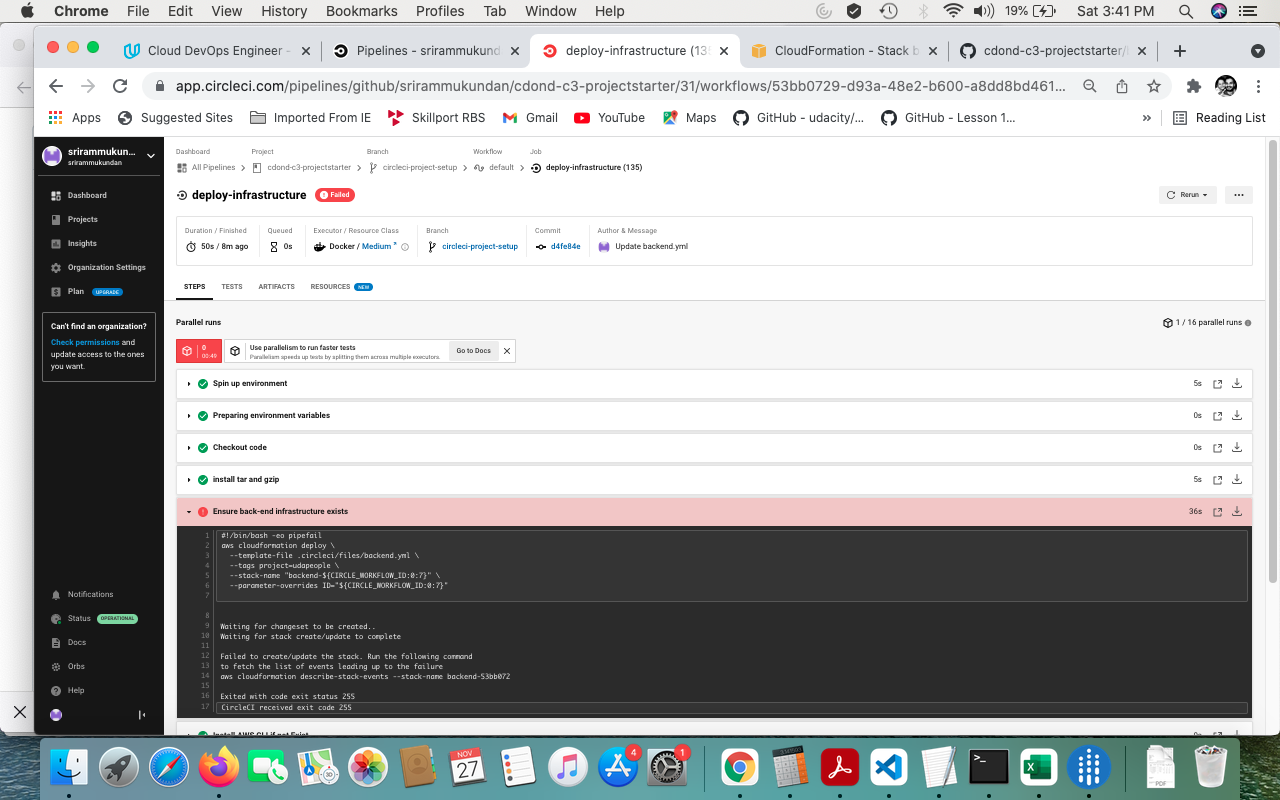 Chrome File Edit View History Bookmarks Profiles Tab Window Help 19% Sat 3:41 PM
Cloud DevOps Engineer - Pipelines - srirammukund deploy-infrastructure (135 CloudFormation - Stack b cdond-c3-projectstarter/
app.circleci.com/pipelines/github/srirammukundan/cdond-c3-projectstarter/31/workflows/53bb0729-d93a-48e2-b600-a8dd8bd461...
Apps Suggested Sites Imported From IE Skillport RBS Gmail YouTube Maps GitHub - udacity/... GitHub - Lesson 1... » Reading List
srirammukun...
srirammukundan
Dashboard
Projects
Insights
Organization Settings
Plan UPGRADE
Can't find an organization?
Check permissions and
update access to the ones
you want.
Notifications
Status OPERATIONAL
Docs
Orbs
Help
Dashboard Project Branch Workflow Job
All Pipelines cdond-c3-projectstarter circleci-project-setup default deploy-infrastructure (135)
deploy-infrastructure Failed Rerun
Duration / Finished Queued Executor / Resource Class Branch Commit Author & Message
50s / 8m ago 0s Docker / Medium circleci-project-setup d4fe84e Update backend.yml
STEPS TESTS ARTIFACTS RESOURCES NEW
Parallel runs 1 / 16 parallel runs
0
00:49
Use parallelism to run faster tests
Parallelism speeds up tests by splitting them across multiple executors.
Go to Docs
Spin up environment 5s
Preparing environment variables 0s
Checkout code 0s
install tar and gzip 5s
Ensure back-end infrastructure exists 36s
1 #!/bin/bash -eo pipefail
2 aws cloudformation deploy \
3 --template-file .circleci/files/backend.yml \
4 --tags project=udapeople \
5 --stack-name "backend-${CIRCLE_WORKFLOW_ID:0:7}" \
6 --parameter-overrides ID="${CIRCLE_WORKFLOW_ID:0:7}"
7
8
9 Waiting for changeset to be created..
10 Waiting for stack create/update to complete
11
12 Failed to create/update the stack. Run the following command
13 to fetch the list of events leading up to the failure
14 aws cloudformation describe-stack-events --stack-name backend-53bb072
15
16 Exited with code exit status 255
17 CircleCI received exit code 255
Install AWS CLI if not Exist
NOV
27
3D
4
1
PDF